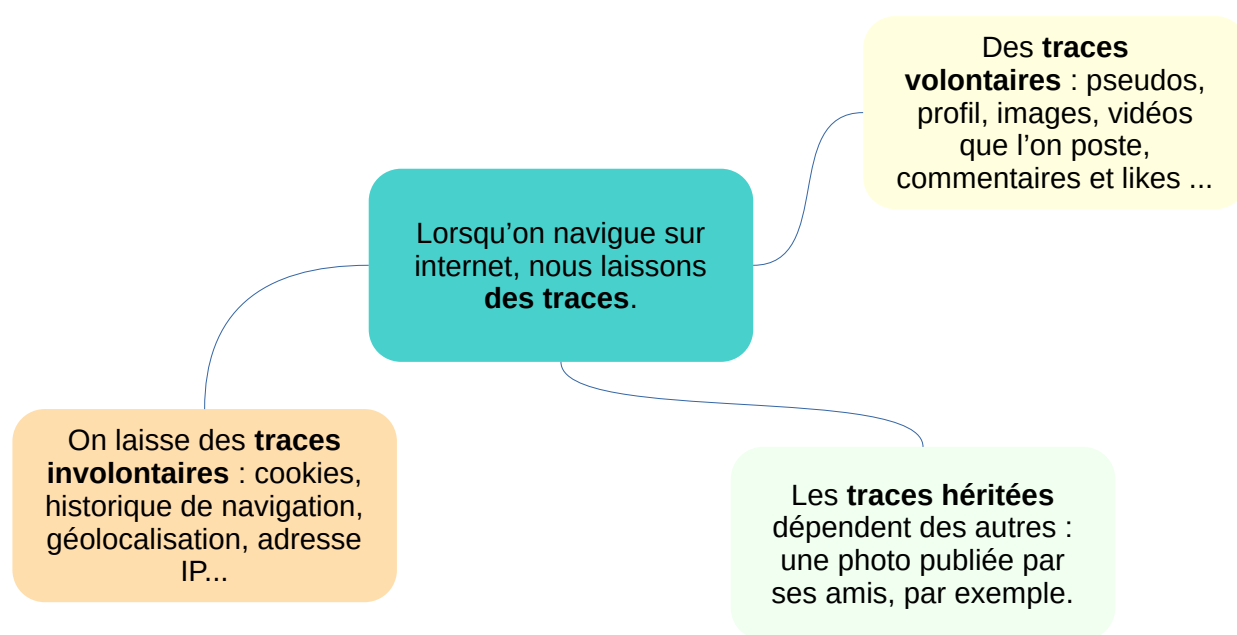 Des traces
volontaires : pseudos,
profil, images, vidéos
que l’on poste,
commentaires et likes ...
Lorsqu’on navigue sur
internet, nous laissons
des traces.
On laisse des traces
involontaires : cookies,
historique de navigation,
géolocalisation, adresse
IP...
Les traces héritées
dépendent des autres :
une photo publiée par
ses amis, par exemple.